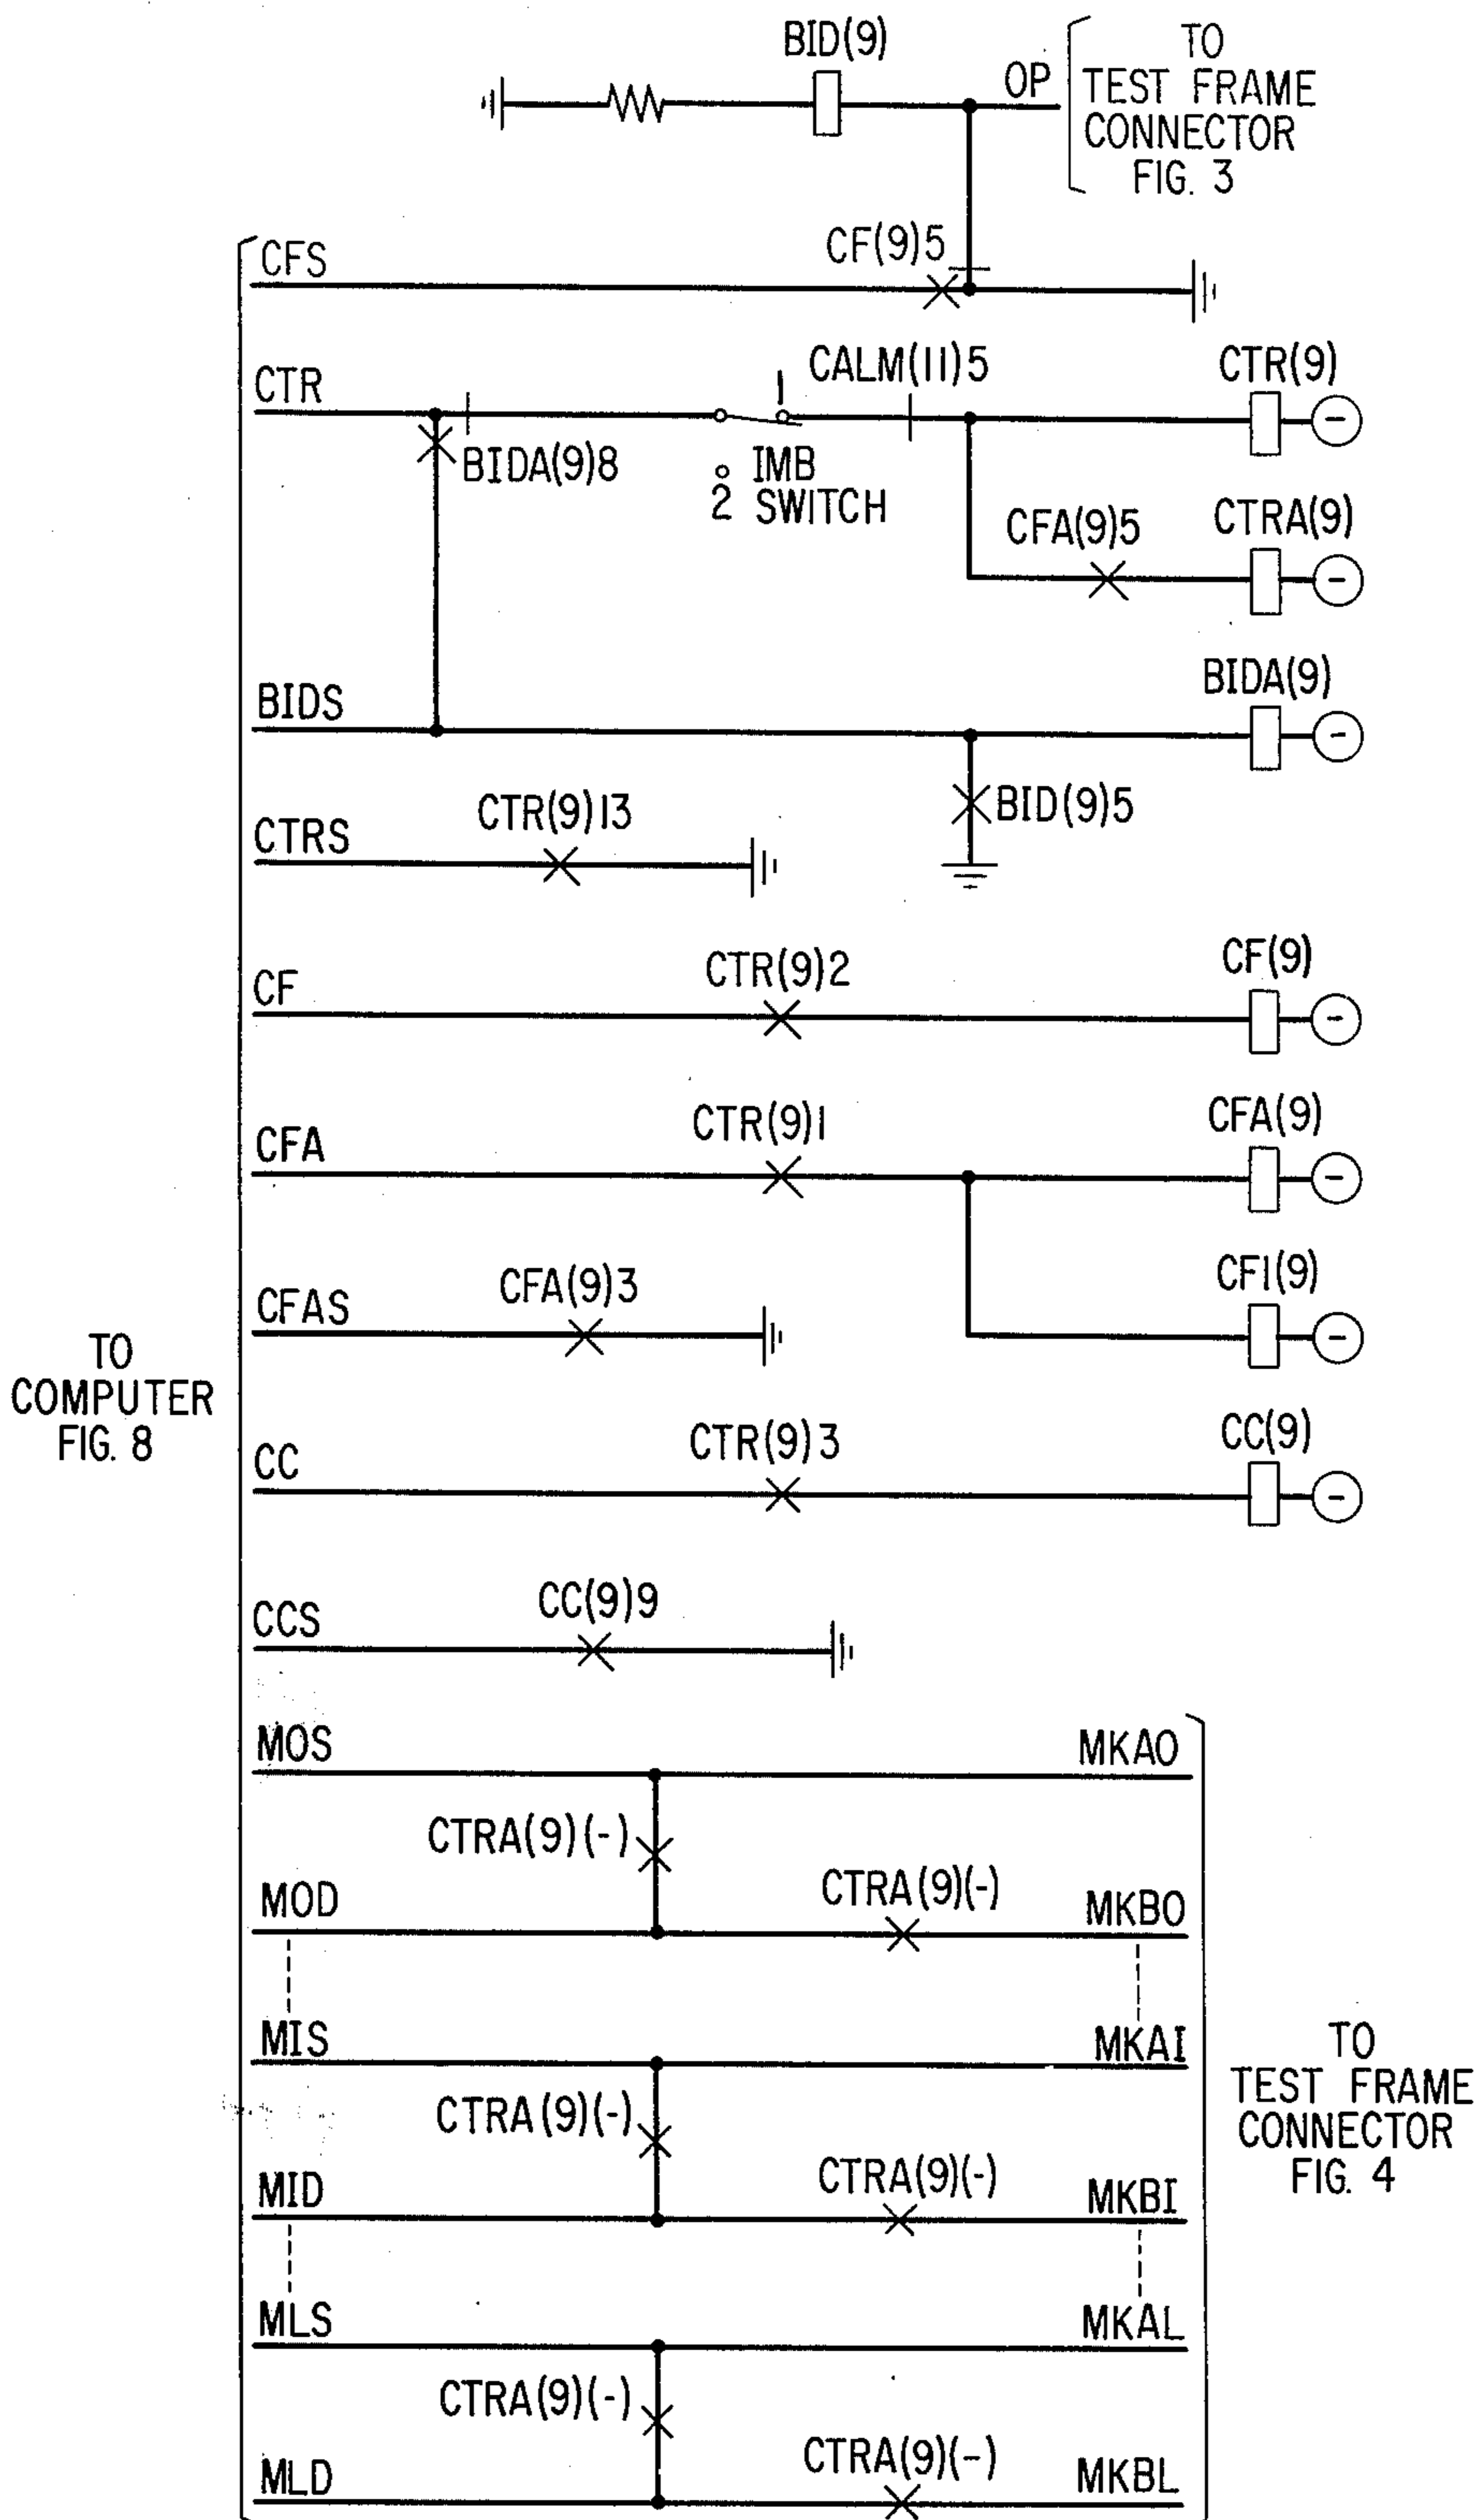 BID(9)
OP
TO
TEST FRAME
CONNECTOR
FIG. 3
CFS
CF(9)5
CTR
1
CALM(11)5
CTR(9)
BIDA(9)8
IMB
2 SWITCH
CFA(9)5
CTRA(9)
BIDS
BIDA(9)
BID(9)5
CTRS
CTR(9)13
CF
CTR(9)2
CF(9)
CFA
CTR(9)1
CFA(9)
CFAS
CFA(9)3
CF1(9)
TO
COMPUTER
FIG. 8
CC
CTR(9)3
CC(9)
CCS
CC(9)9
MOS
MKAO
CTRA(9)(-)
MOD
CTRA(9)(-)
MKBO
MIS
MKAI
CTRA(9)(-)
MID
CTRA(9)(-)
MKBI
TO
TEST FRAME
CONNECTOR
FIG. 4
MLS
MKAL
CTRA(9)(-)
MLD
CTRA(9)(-)
MKBL